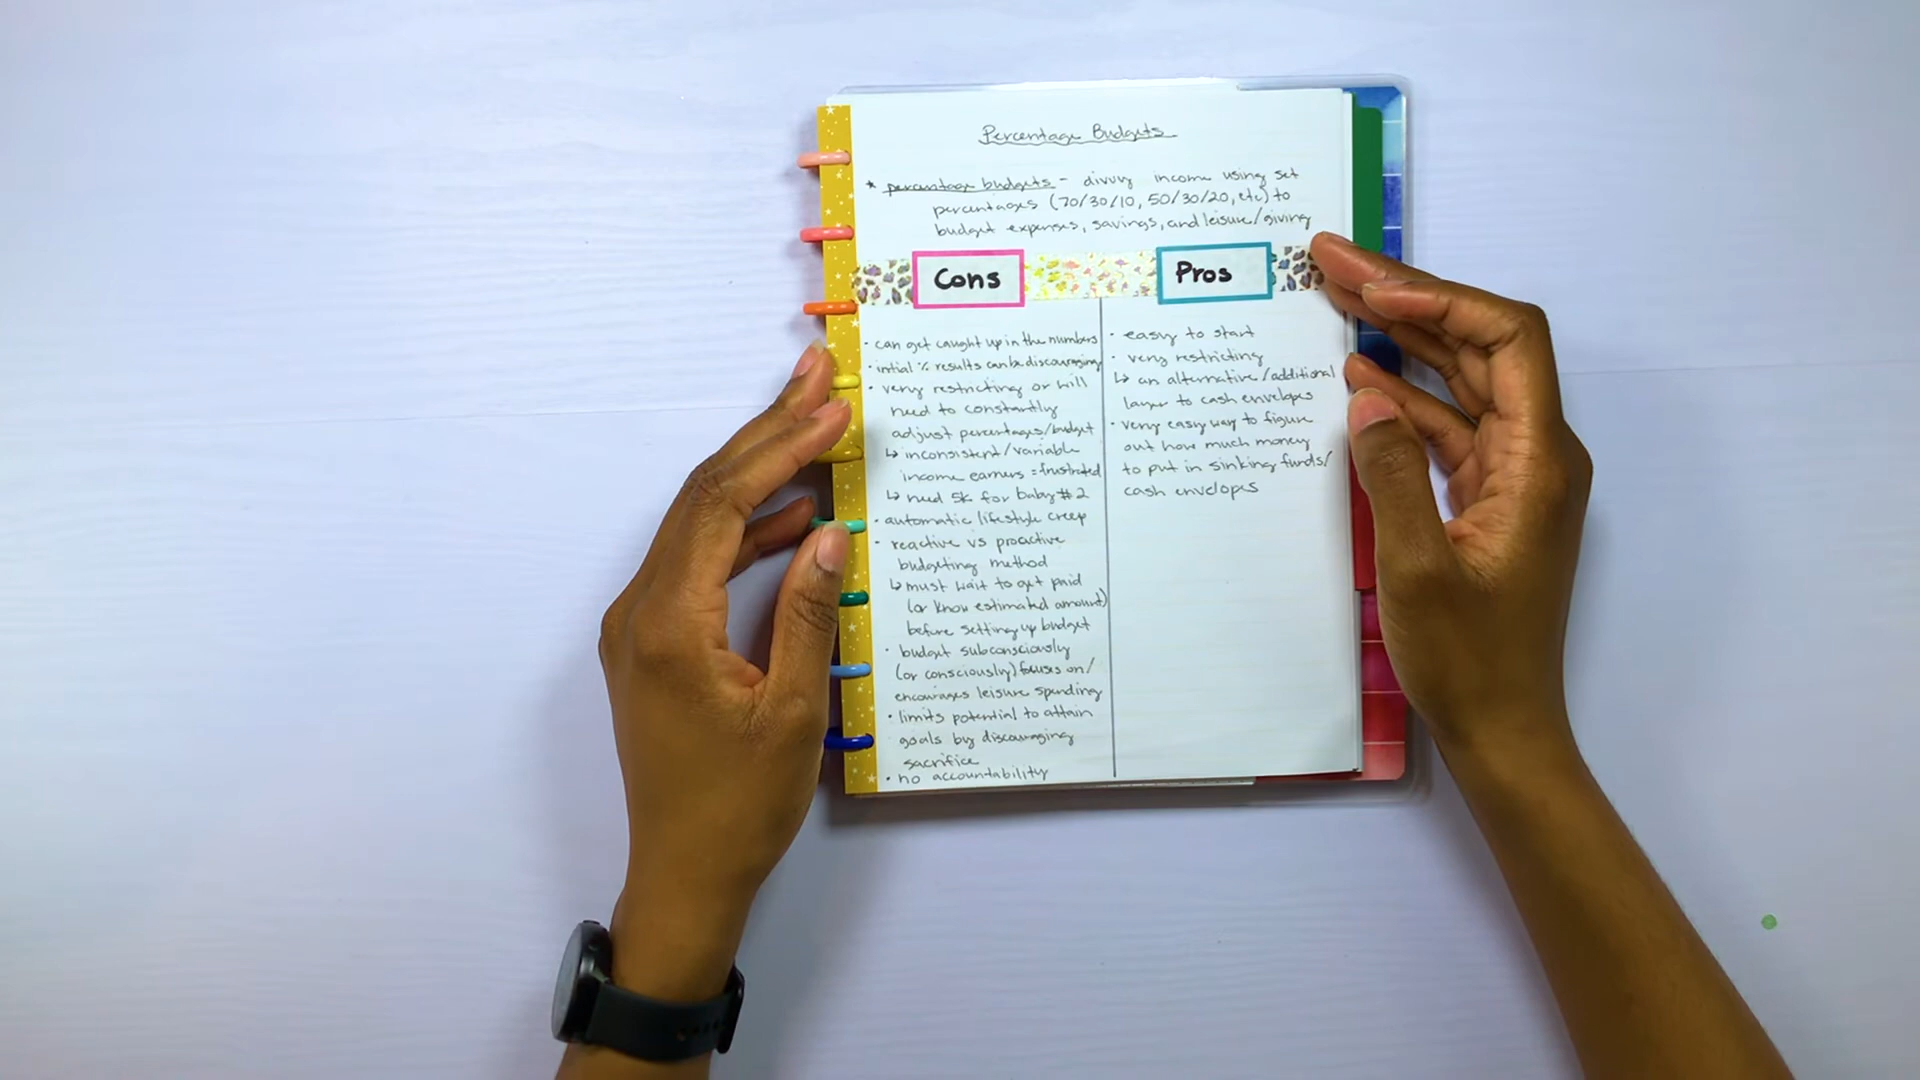 Percentage Budgets
* percentage budgets - divvy income using set
percentages (70/30/10, 50/30/20, etc) to
budget expenses, savings, and leisure/giving
Cons
· can get caught up in the numbers
· intial % results can be discouraging
· very restricting or will
need to constantly
adjust percentages/budget
↳ inconsistent/variable
income earners = frustrated
↳ need 5k for baby #2
· automatic lifestyle creep
· reactive vs proactive
budgeting method
↳ must wait to get paid
(or know estimated amount)
before setting up budget
· budget subconsciously
(or consciously) focuses on/
encourages leisure spending
· limits potential to attain
goals by discouraging
sacrifice
· no accountability
Pros
· easy to start
· very restricting
↳ an alternative/additional
layer to cash envelopes
· very easy way to figure
out how much money
to put in sinking funds/
cash envelopes